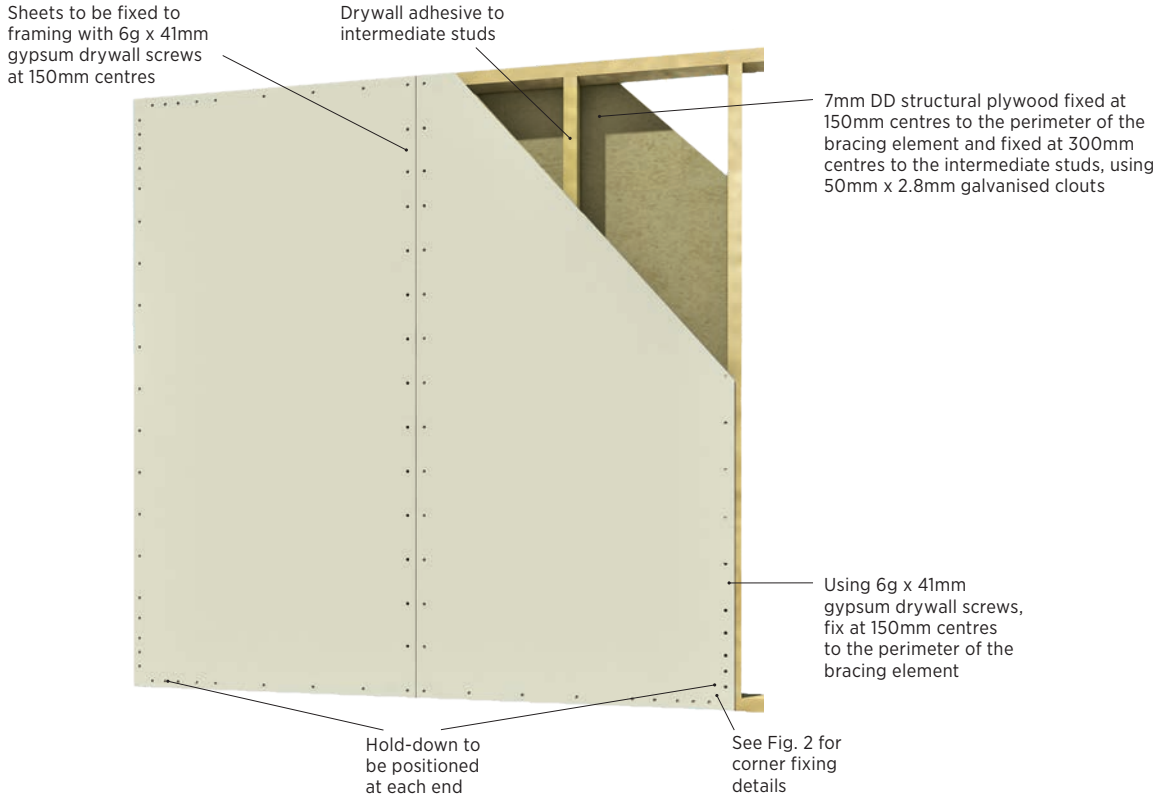 Sheets to be fixed to
framing with 6g x 41mm
gypsum drywall screws
at 150mm centres
Drywall adhesive to
intermediate studs
7mm DD structural plywood fixed at
150mm centres to the perimeter of the
bracing element and fixed at 300mm
centres to the intermediate studs, using
50mm x 2.8mm galvanised clouts
Using 6g x 41mm
gypsum drywall screws,
fix at 150mm centres
to the perimeter of the
bracing element
Hold-down to
be positioned
at each end
See Fig. 2 for
corner fixing
details